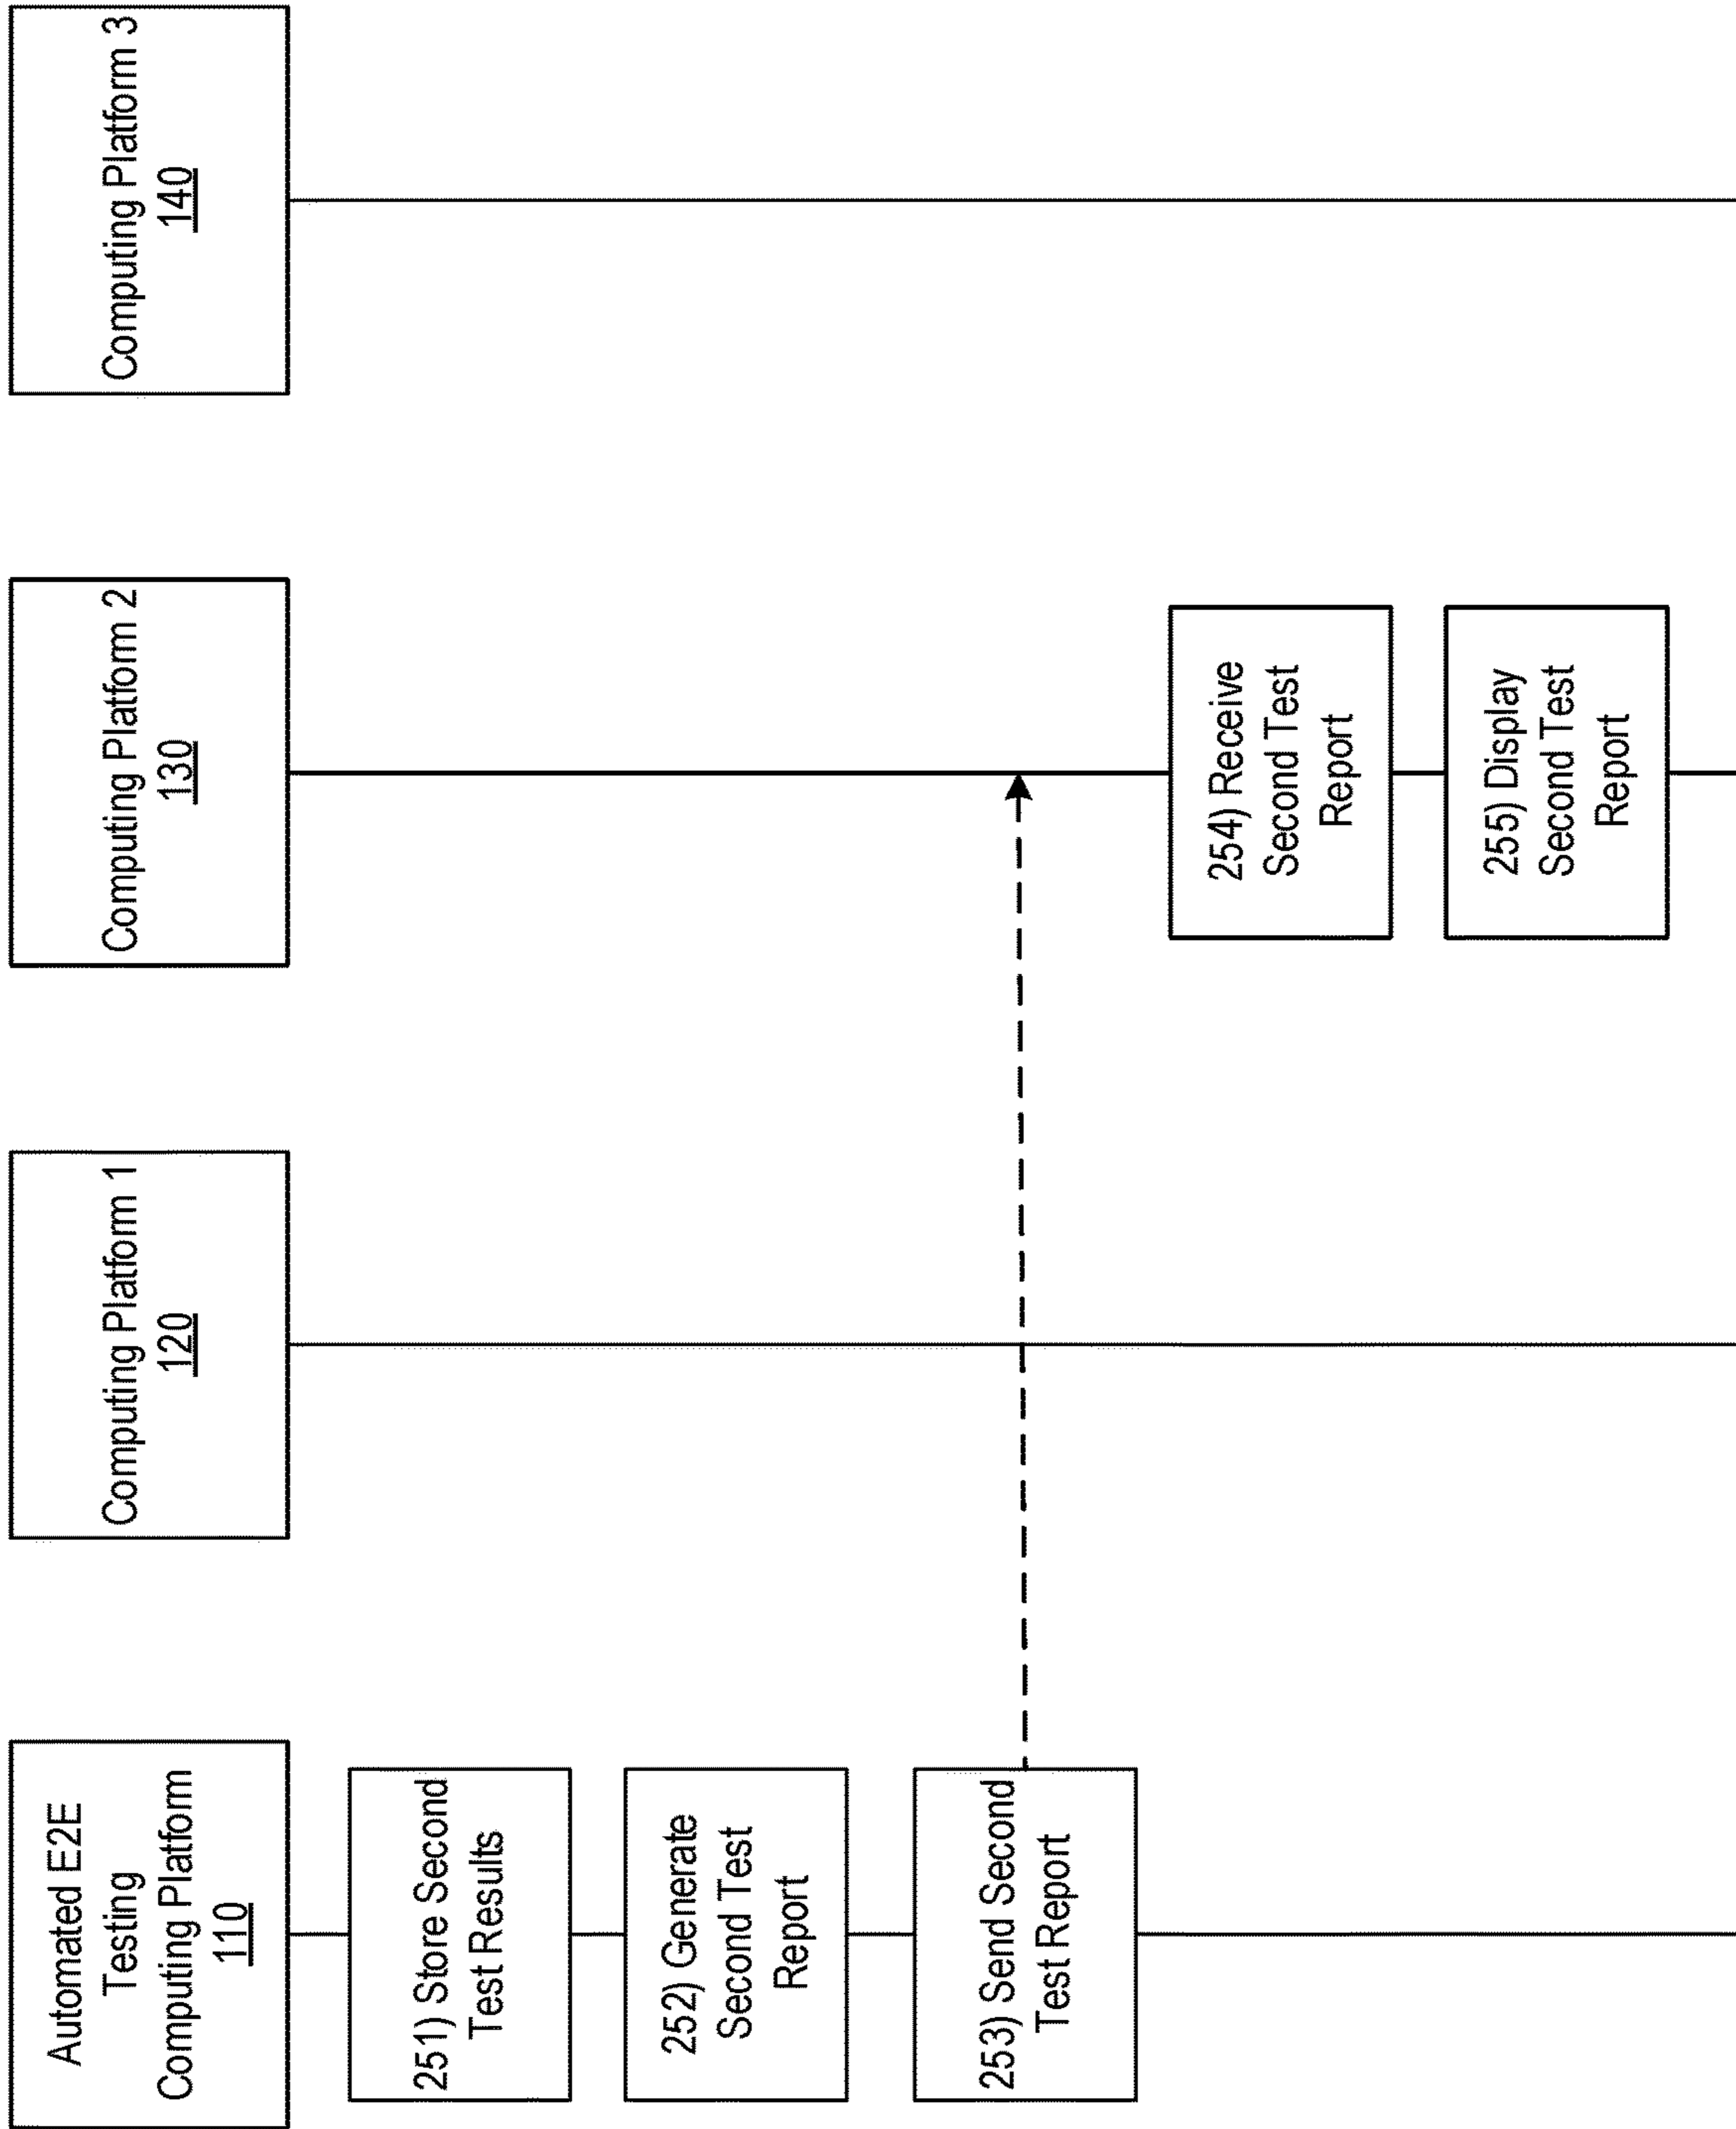 Automated E2E
Testing
Computing Platform
110
Computing Platform 1
120
Computing Platform 2
130
Computing Platform 3
140
251) Store Second
Test Results
252) Generate
Second Test
Report
253) Send Second
Test Report
254) Receive
Second Test
Report
255) Display
Second Test
Report